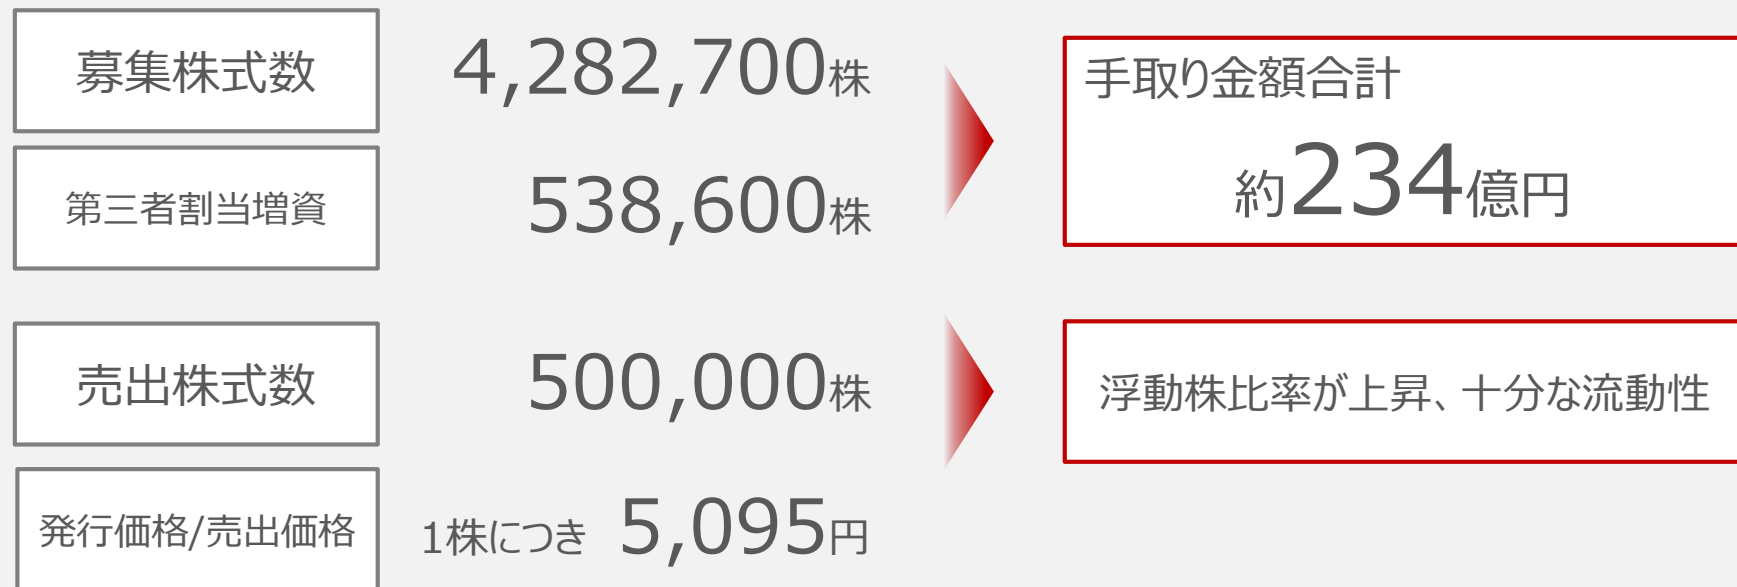 募集株式数
4,282,700株
第三者割当増資
538,600株
手取り金額合計
約234億円
売出株式数
500,000株
浮動株比率が上昇、十分な流動性
発行価格/売出価格
1株につき 5,095円